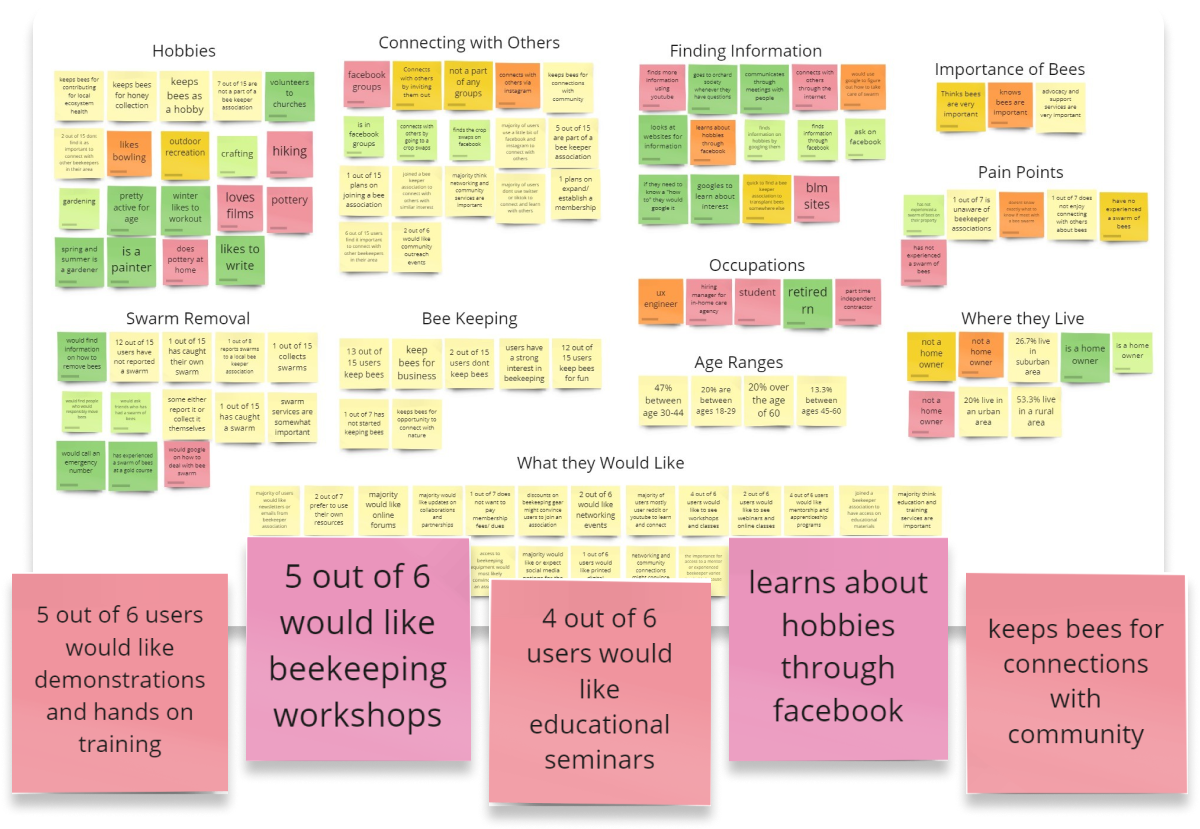 Hobbies
keeps bees for
contributing
for local
ecosystem
health
keeps bees
for honey
collection
keeps
bees as
a hobby
7 out of 15 are
not a part of a
bee keeper
association
volunteers
to
churches
2 out of 15 dont
find it as
important to
connect with
other beekeepers
in their area
likes
bowling
outdoor
recreation
crafting
hiking
gardening
pretty
active for
age
winter
likes to
workout
loves
films
pottery
spring and
summer is
a gardener
is a
painter
does
pottery at
home
likes to
write
Connecting with Others
facebook
groups
Connects
with others
by inviting
them out
not a part
of any
groups
connects with
others via
instagram
keeps bees for
connections
with
community
is in
facebook
groups
connects with
others by
going to a
crop swaps
finds the crop
swaps on
facebook
majority of users
use a little bit of
facebook and
instagram to
connect with
others
5 out of 15
are part of a
bee keeper
association
1 out of 15
plans on
joining a bee
association
joined a bee
keeper
association to
connect with
others with
similar interests
majority think
networking and
community
services are
important
majority of users
dont use twitter
or tiktok to
connect and learn
with others
1 plans on
expand/
establish a
membership
6 out of 15
users find it important
to connect with
other beekeepers
in their area
2 out of 6
would like
community
outreach
events
Finding Information
finds more
information
using
youtube
goes to orchard
society
whenever they
have questions
communicates
through
meetings with
people
connects with
others
through the
internet
would use
google to figure
out how to take
care of swarm
looks at
websites for
information
learns about
hobbies
through
facebook
finds
information
on hobbies by
googling them
finds
information
through
facebook
ask on
facebook
if they need to
know a "how
to" they would
google it
googles to
learn about
interest
quick to find a bee
keeper
association to
transport bees
somewhere else
blm
sites
Importance of Bees
Thinks bees
are very
important
knows
bees are
important
advocacy and
support
services are
very important
Pain Points
has not
experienced a
swarm of bees on
their property
1 out of 7 is
unaware of
beekeeper
associations
1 out of 7 does
not enjoy
connecting
with others
about bees
have no
experienced
a swarm of
bees
has not
experienced a
swarm of
bees
Occupations
ux
engineer
hiring
manager for
in-home care
agency
student
retired
rn
part time
independent
contractor
Age Ranges
47%
between
age 30-44
20% are
between
ages 18-29
20% over
the age
of 60
13.3%
between
ages 45-60
Where they Live
not a
home
owner
not a
home
owner
26.7% live
in
suburban
area
is a home
owner
is a home
owner
not a
home
owner
20% live in
an urban
area
53.3% live
in a rural
area
Swarm Removal
would find
information
on how to
remove bees
12 out of 15
users have
not reported
a swarm
1 out of 15
has caught
their own
swarm
1 out of 6
reports swarms
to a local bee
keeper
association
1 out of 15
collects
swarms
would ask
friends who has
had a swarm of
bees
some either
report it or
collect it
themselves
1 out of 15
has caught a
swarm
swarm
services are
somewhat
important
would call an
emergency
number
has experienced
a swarm of bees
at a gold course
would google
on how to
deal with bee
swarm
Bee Keeping
13 out of
15 users
keep bees
keep
bees for
business
2 out of 15
users dont
keep bees
users have
a strong
interest in
beekeeping
12 out of
15 users
keep bees
for fun
1 out of 7 has
not started
keeping bees
keeps bees for
opportunity to
connect with
nature
What they Would Like
majority of users
would like
newsletters or
emails from
beekeeper
association
2 out of 7
prefer to use
their own
resources
majority
would like
online
forums
majority would
like updates on
collaborations
and
partnerships
1 out of 7 does
not want to
pay
membership
fees/ dues
discounts on
beekeeping gear
might convince
users to join an
association
2 out of 6
would like
networking
events
majority of
users mostly
user reddit or
youtube to learn
and connect
4 out of 6 users
would like to
see workshops
and classes
2 out of 6 users
would like to
see webinars
and online
classes
4 out of 6 users
would like
mentorship and
apprenticeship
programs
joined a
beekeeper
association to
have access on
educational
materials
majority think
education and
training
services are
important
access to
beekeeping
equipment would
most likely
majority would
like or expect
social media
1 out of 6
would like
printed
networking and
community
connections
5 out of 6 users
would like
demonstrations
and hands on
training
5 out of 6
would like
beekeeping
workshops
4 out of 6
users would
like
educational
seminars
learns about
hobbies
through
facebook
keeps bees for
connections
with
community